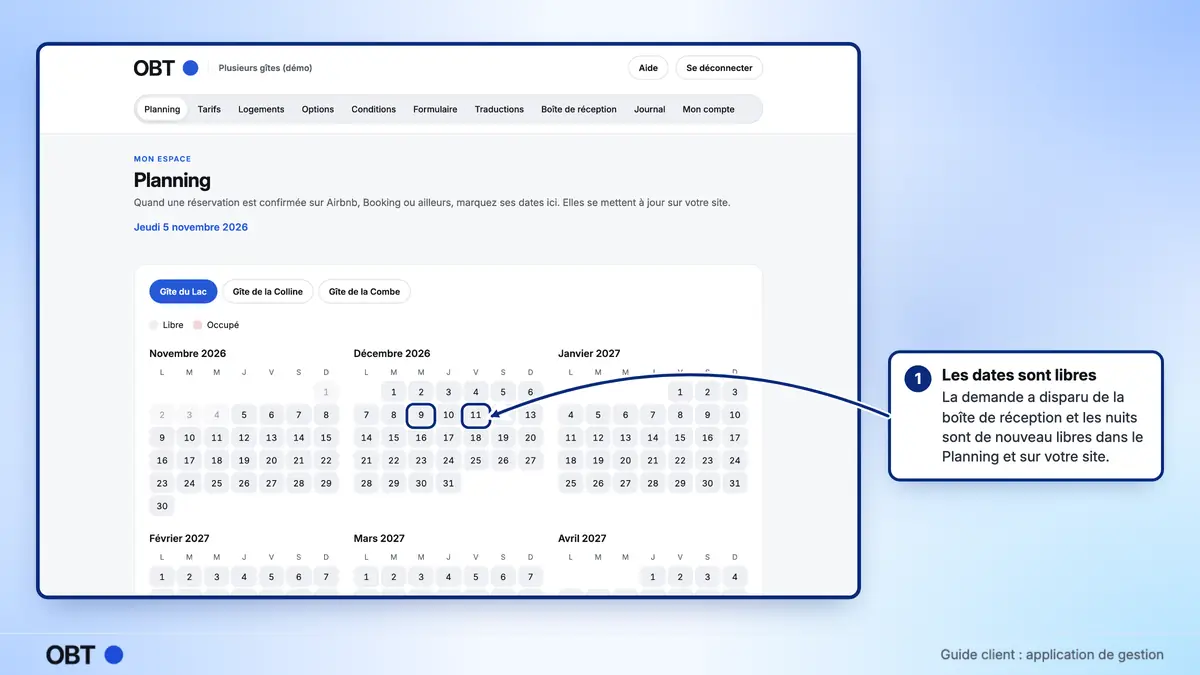 OBT
Plusieurs gîtes (démo)
Aide
Se déconnecter
Planning Tarifs Logements Options Conditions Formulaire Traductions Boîte de réception Journal Mon compte
MON ESPACE
Planning
Quand une réservation est confirmée sur Airbnb, Booking ou ailleurs, marquez ses dates ici. Elles se mettent à jour sur votre site.
Jeudi 5 novembre 2026
Gîte du Lac Gîte de la Colline Gîte de la Combe
Libre Occupé
Novembre 2026
L M M J V S D
1
2 3 4 5 6 7 8
9 10 11 12 13 14 15
16 17 18 19 20 21 22
23 24 25 26 27 28 29
30
Décembre 2026
L M M J V S D
1 2 3 4 5 6
7 8 9 10 11 13
14 15 16 17 18 19 20
21 22 23 24 25 26 27
28 29 30 31
Janvier 2027
L M M J V S D
1 2 3
4 5 6 7 8 9 10
11 12 13 14 15 16 17
18 19 20 21 22 23 24
25 26 27 28 29 30 31
Février 2027
L M M J V S D
1 2 3 4 5 6 7
Mars 2027
L M M J V S D
1 2 3 4 5 6 7
Avril 2027
L M M J V S D
1 2 3 4
1 Les dates sont libres
La demande a disparu de la
boîte de réception et les nuits
sont de nouveau libres dans le
Planning et sur votre site.
OBT
Guide client : application de gestion